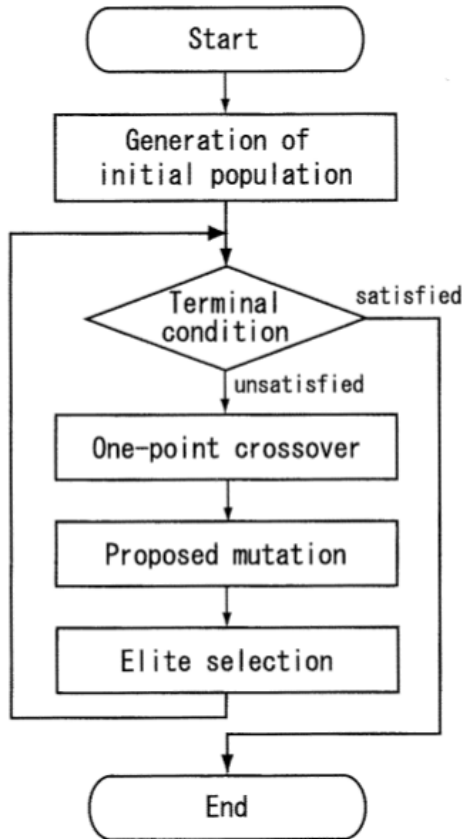 Start
Generation of
initial population
Terminal
condition
satisfied
unsatisfied
One-point crossover
Proposed mutation
Elite selection
End